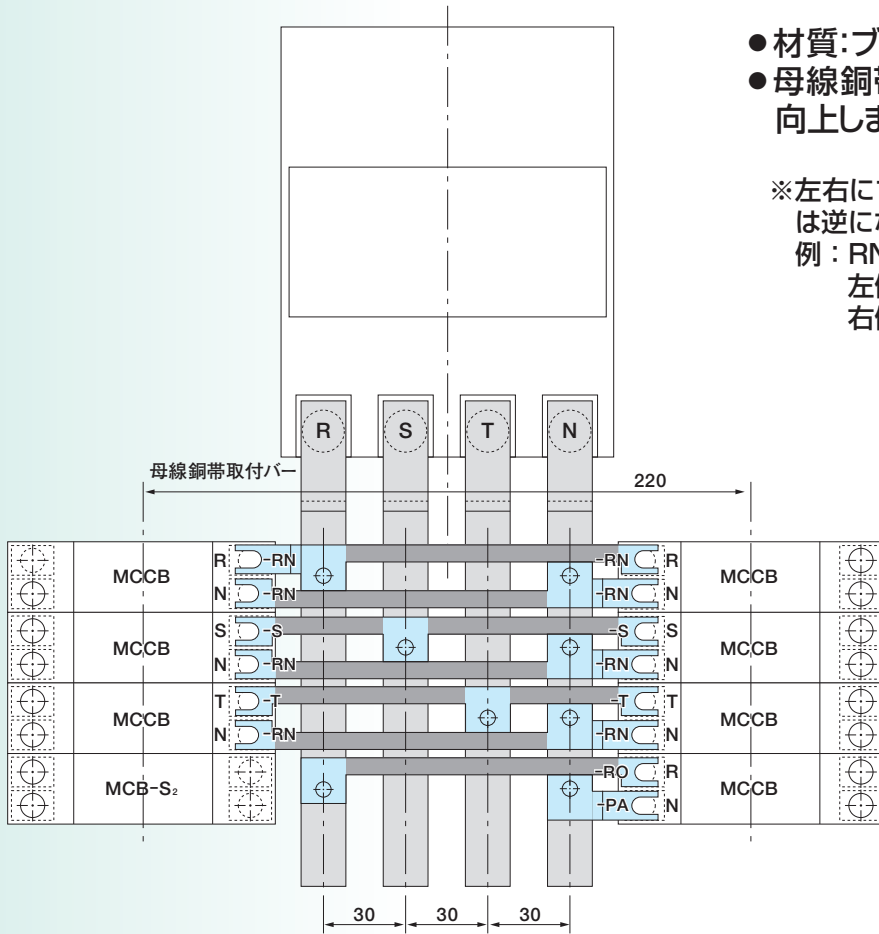 ●材質:ブ
●母線銅
向上しま
※左右に
は逆に
例：RN
左
右
R S T N
母線銅帯取付バー
220
MCCB R -RN -RN R MCCB
N -RN -RN N
MCCB S -S -S S MCCB
N -RN -RN N
MCCB T -T -T T MCCB
N -RN -RN N
MCB-S₂ -RO R MCCB
-PA N
30 30 30